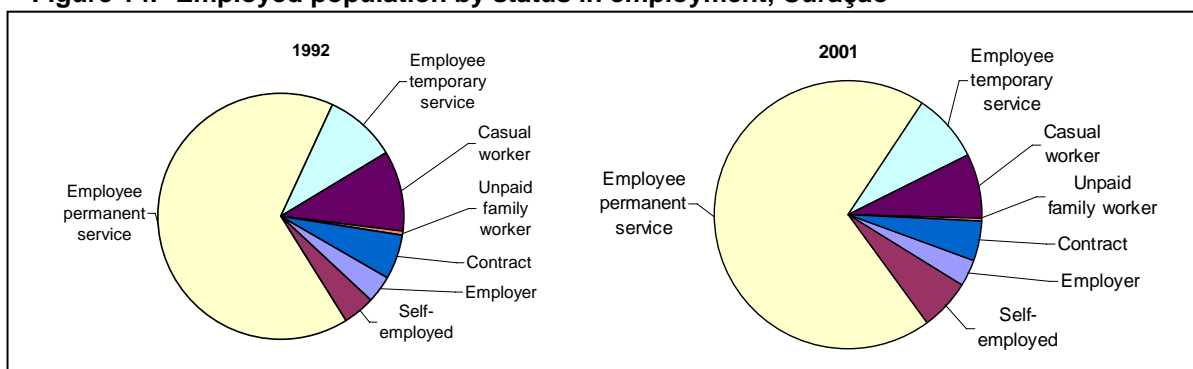 Figure 14. Employed population by status in employment, Curaçao
1992
Employee
temporary
service
Casual
worker
Unpaid
family
worker
Contract
Employer
Self-
employed
Employee
permanent
service
2001
Employee
temporary
service
Casual
worker
Unpaid
family worker
Contract
Employer
Self-
employed
Employee
permanent
service